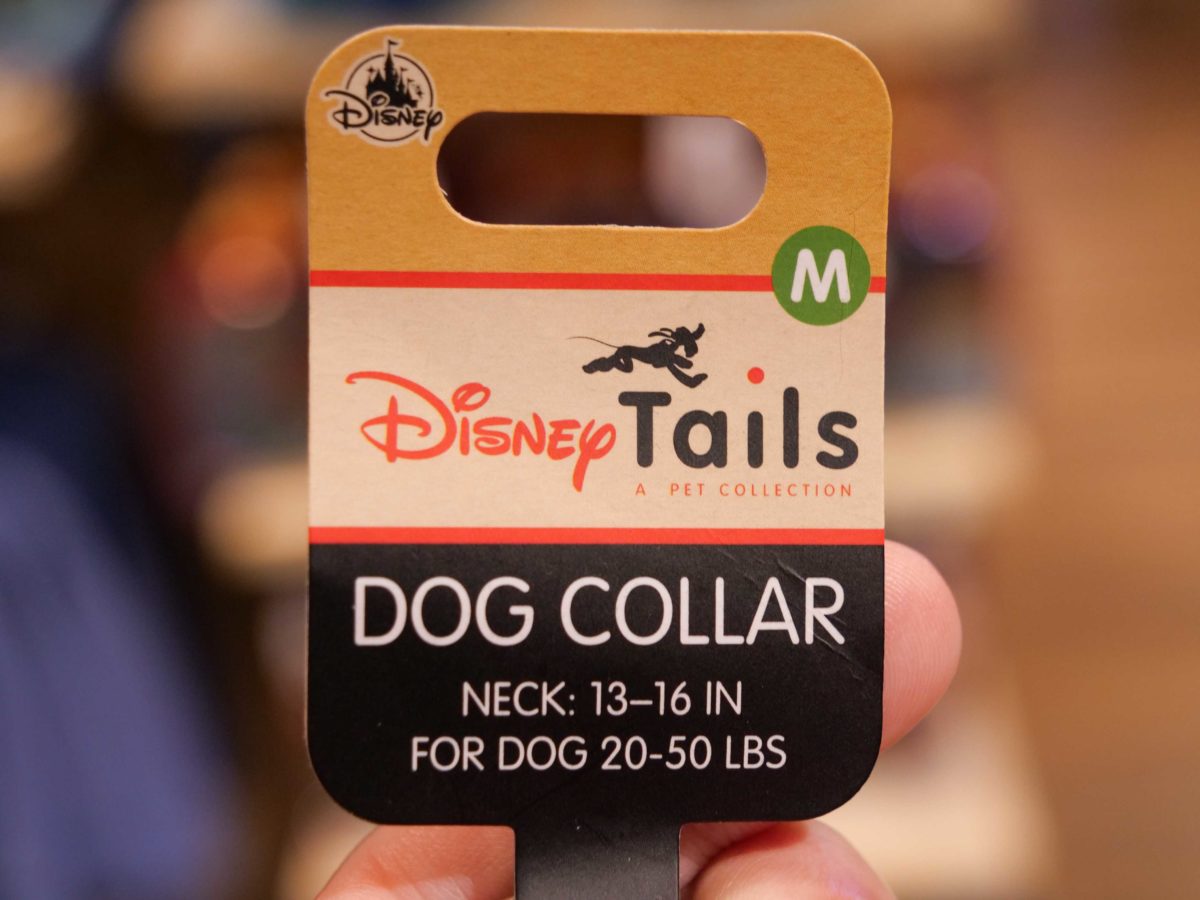 Disney
M
Disney Tails
A PET COLLECTION
DOG COLLAR
NECK: 13–16 IN
FOR DOG 20-50 LBS